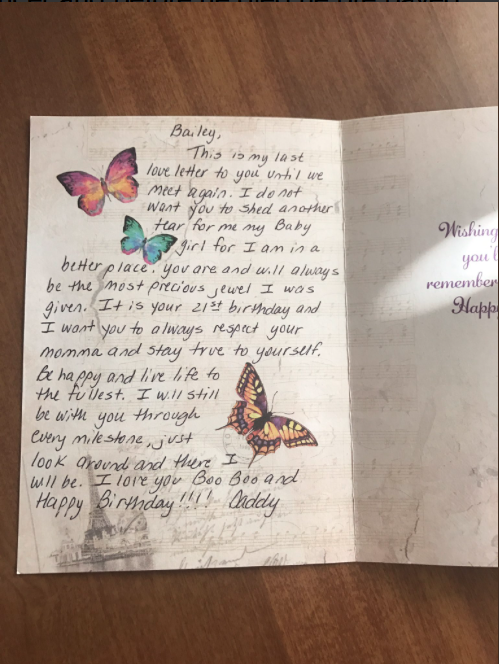 Bailey,
This is my last
love letter to you until we
meet again. I do not
want you to shed another
tear for me my Baby
girl for I am in a
better place. you are and will always
be the most precious jewel I was
given. It is your 21st birthday and
I want you to always respect your
momma and stay true to yourself.
Be happy and live life to
the fullest. I will still
be with you through
every milestone, just
look around and there I
will be. I love you Boo Boo and
Happy Birthday!!!! Daddy
Wishing
you'
remember
Happ